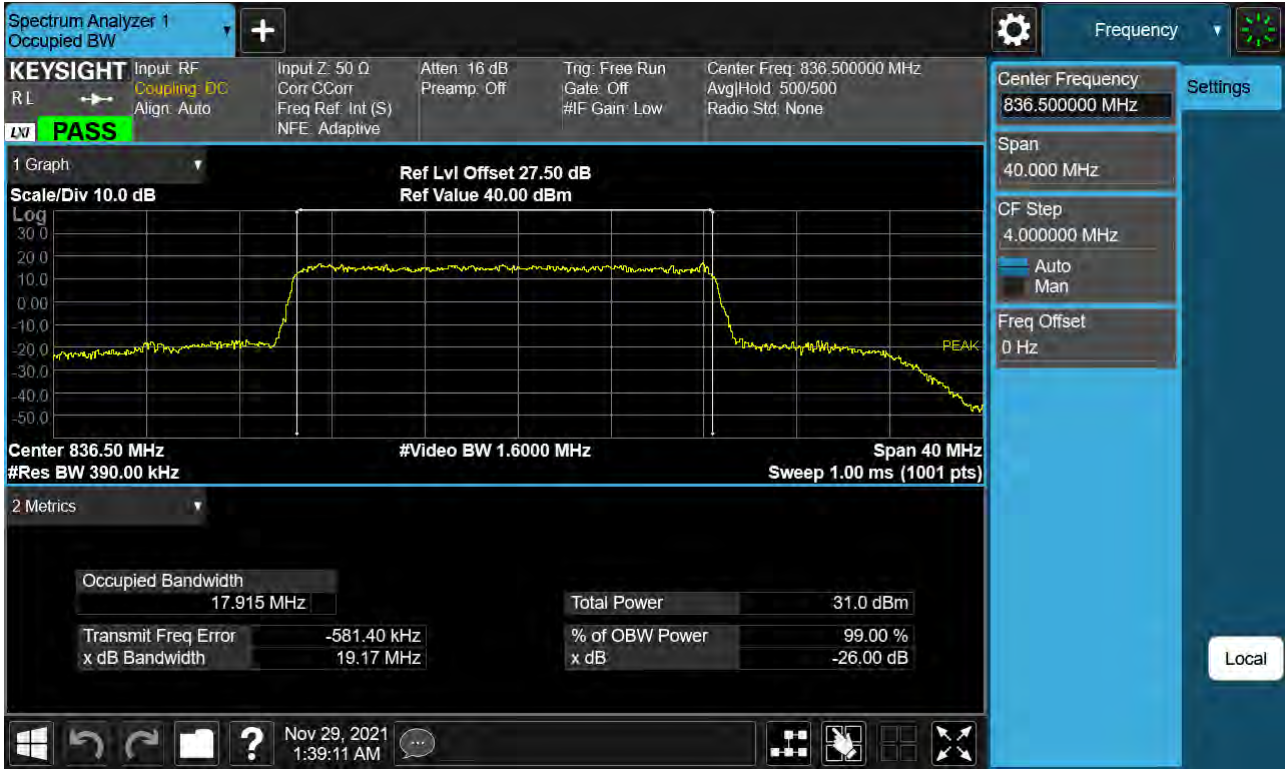 Spectrum Analyzer 1
Occupied BW
+
Frequency
KEYSIGHT
R L
LXI
PASS
Input: RF
Coupling: DC
Align: Auto
Input Z: 50 Ω
Corr CCorr
Freq Ref: Int (S)
NFE: Adaptive
Atten: 16 dB
Preamp: Off
Trig: Free Run
Gate: Off
#IF Gain: Low
Center Freq: 836.500000 MHz
Avg|Hold: 500/500
Radio Std: None
Center Frequency
836.500000 MHz
Settings
Span
40.000 MHz
CF Step
4.000000 MHz
Auto
Man
Freq Offset
0 Hz
1 Graph
Scale/Div 10.0 dB
Ref Lvl Offset 27.50 dB
Ref Value 40.00 dBm
Log
30.0
20.0
10.0
0.00
-10.0
-20.0
-30.0
-40.0
-50.0
PEAK
Center 836.50 MHz
#Video BW 1.6000 MHz
Span 40 MHz
#Res BW 390.00 kHz
Sweep 1.00 ms (1001 pts)
2 Metrics
Occupied Bandwidth
17.915 MHz
Total Power 31.0 dBm
Transmit Freq Error -581.40 kHz
% of OBW Power 99.00 %
x dB Bandwidth 19.17 MHz
x dB -26.00 dB
Local
?
Nov 29, 2021
1:39:11 AM